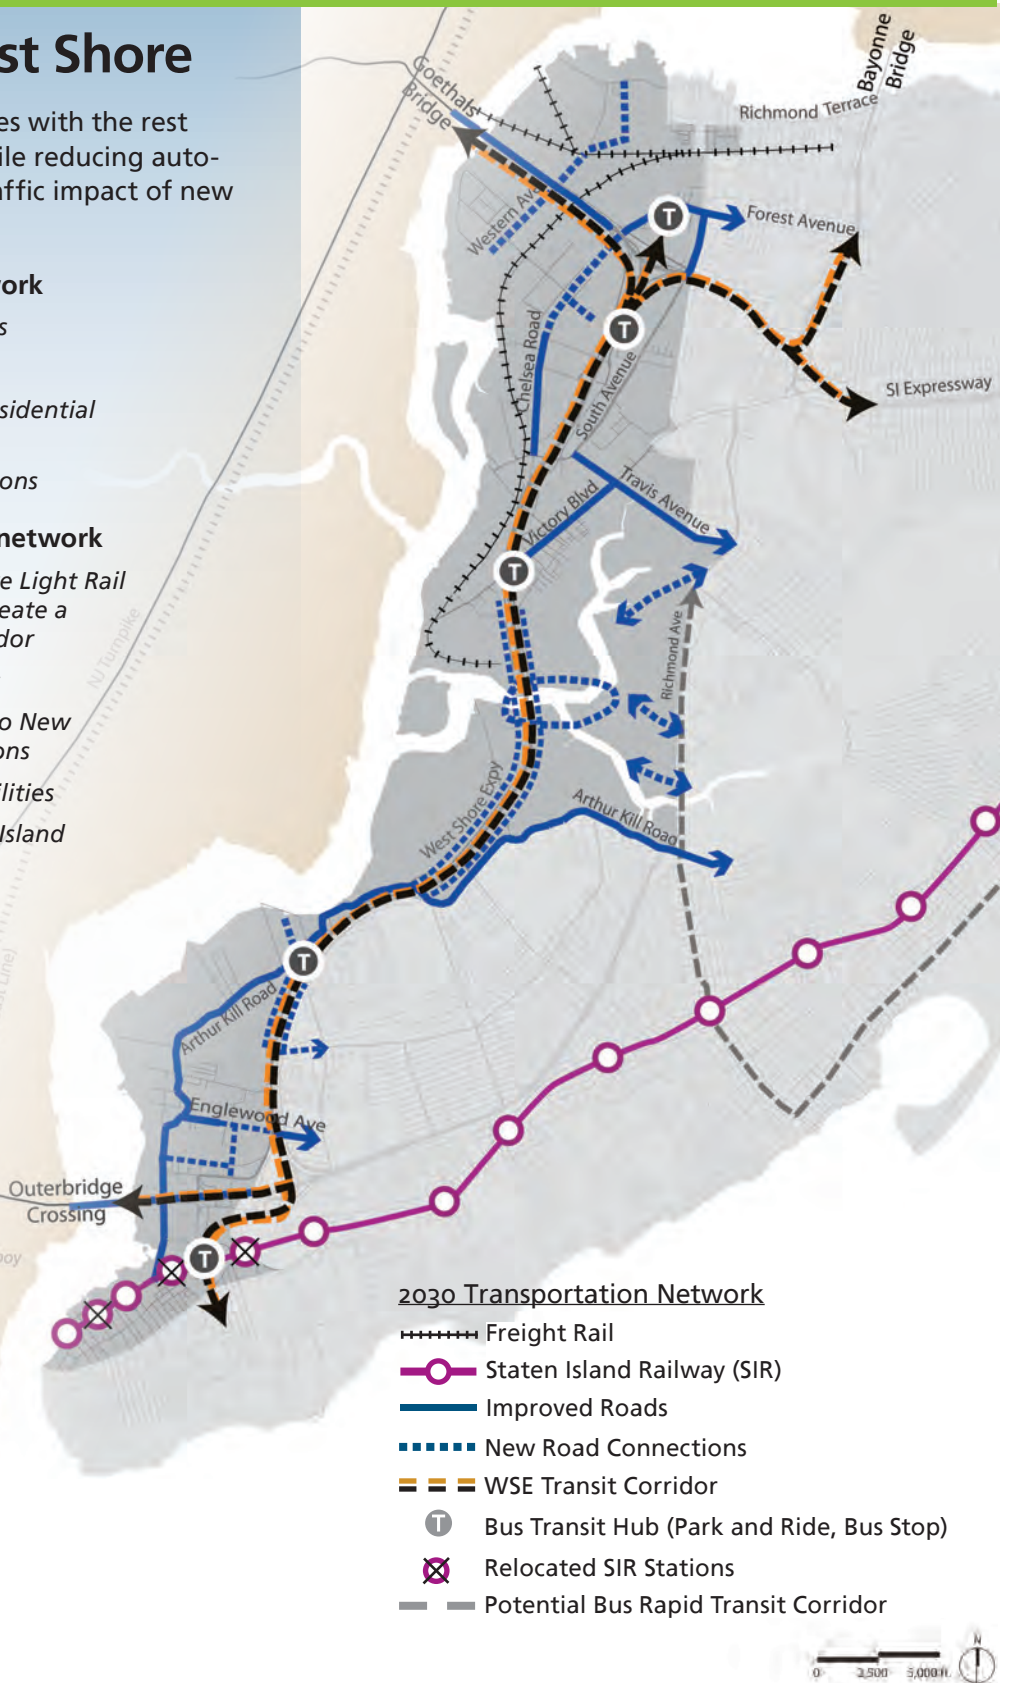 st Shore
es with the rest
ile reducing auto-
affic impact of new
ork
s
sidential
ons
network
e Light Rail
eate a
dor
o New
ons
ilities
Island
Goethals
Bridge
Bayonne
Bridge
Richmond Terrace
Western Ave
Forest Avenue
Chelsea Road
South Avenue
SI Expressway
Travis Avenue
Victory Blvd
NJ Turnpike
Richmond Ave
West Shore Expy
Arthur Kill Road
Arthur Kill Road
Englewood Ave
Outerbridge
Crossing
boy
st Line)
T
T
T
T
T
2030 Transportation Network
Freight Rail
Staten Island Railway (SIR)
Improved Roads
New Road Connections
WSE Transit Corridor
T Bus Transit Hub (Park and Ride, Bus Stop)
Relocated SIR Stations
Potential Bus Rapid Transit Corridor
N
0 2,500 5,000 ft.